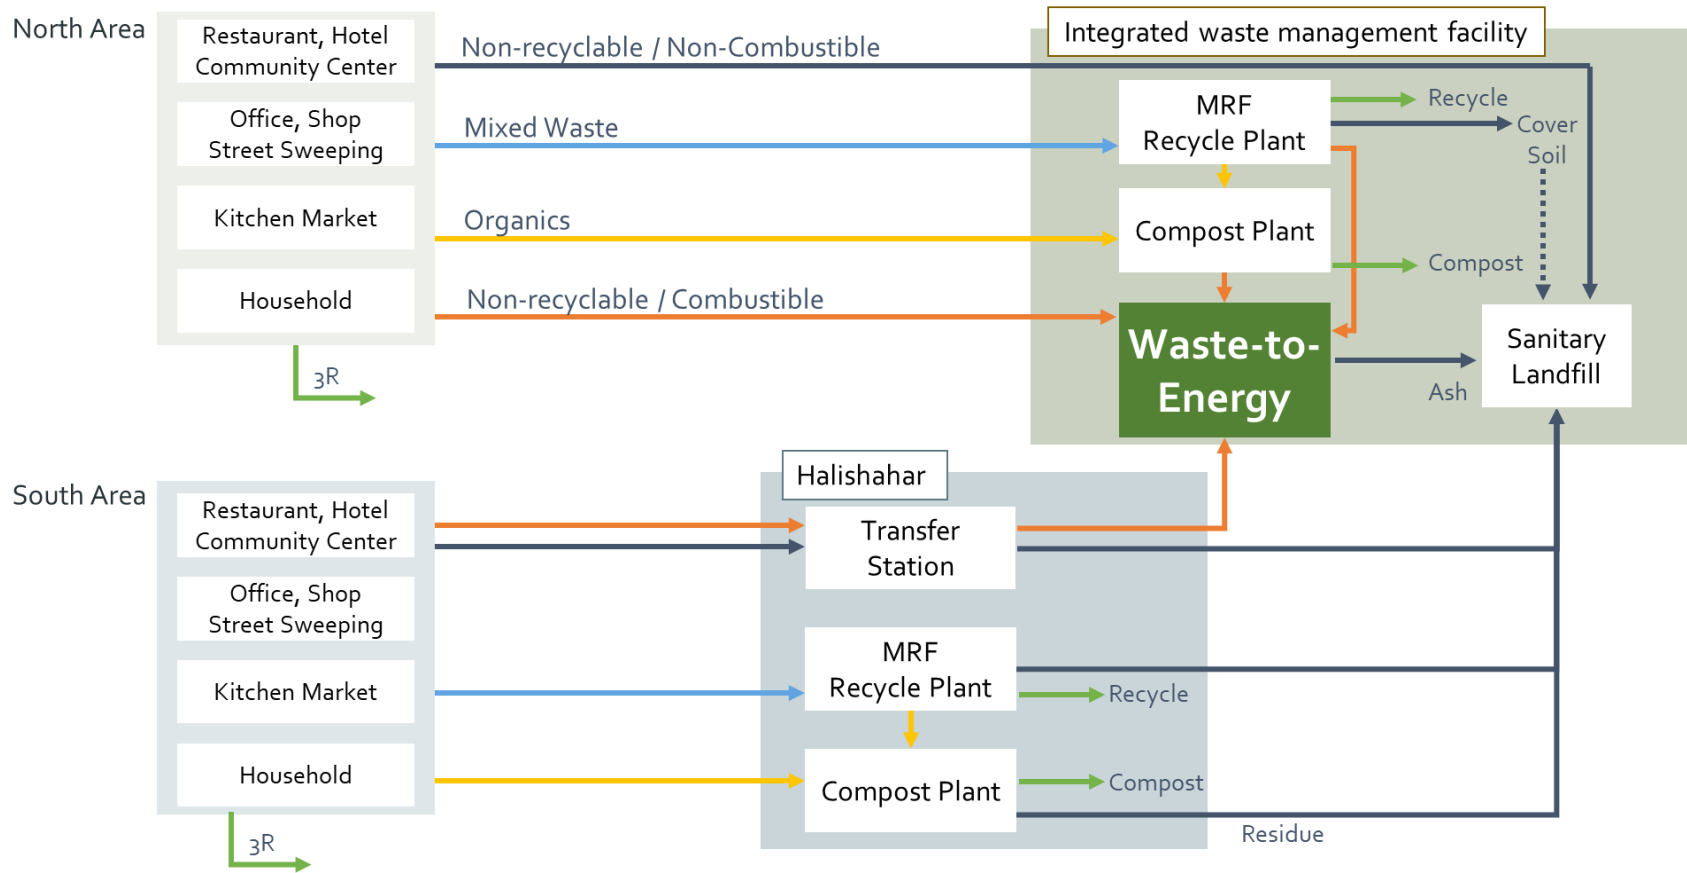 North Area
Restaurant, Hotel
Community Center
Office, Shop
Street Sweeping
Kitchen Market
Household
3R
Non-recyclable / Non-Combustible
Mixed Waste
Organics
Non-recyclable / Combustible
Integrated waste management facility
MRF
Recycle Plant
Recycle
Cover
Soil
Compost Plant
Compost
Waste-to-
Energy
Ash
Sanitary
Landfill
South Area
Restaurant, Hotel
Community Center
Office, Shop
Street Sweeping
Kitchen Market
Household
3R
Halishahar
Transfer
Station
MRF
Recycle Plant
Recycle
Compost Plant
Compost
Residue